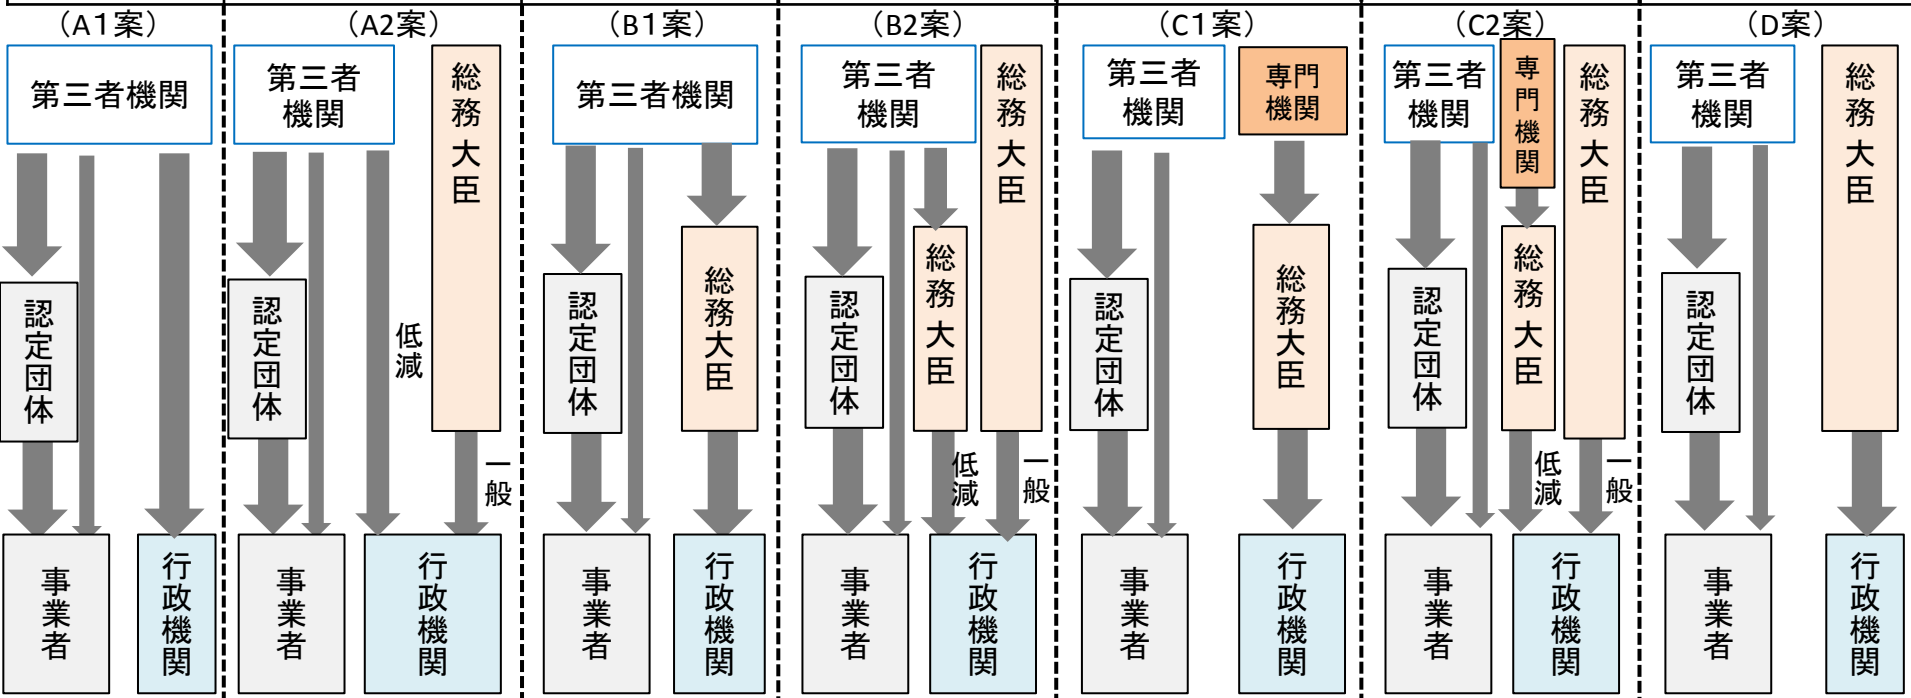 （A1案）
第三者機関
認定団体
事業者
行政機関
（A2案）
第三者
機関
総務大臣
認定団体
低減
一般
事業者
行政機関
（B1案）
第三者機関
認定団体
総務大臣
事業者
行政機関
（B2案）
第三者
機関
総務大臣
認定団体
総務大臣
低減
一般
事業者
行政機関
（C1案）
第三者
機関
専門
機関
認定団体
総務大臣
事業者
行政機関
（C2案）
第三者
機関
専門機関
総務大臣
認定団体
総務大臣
低減
一般
事業者
行政機関
（D案）
第三者
機関
総務大臣
認定団体
事業者
行政機関